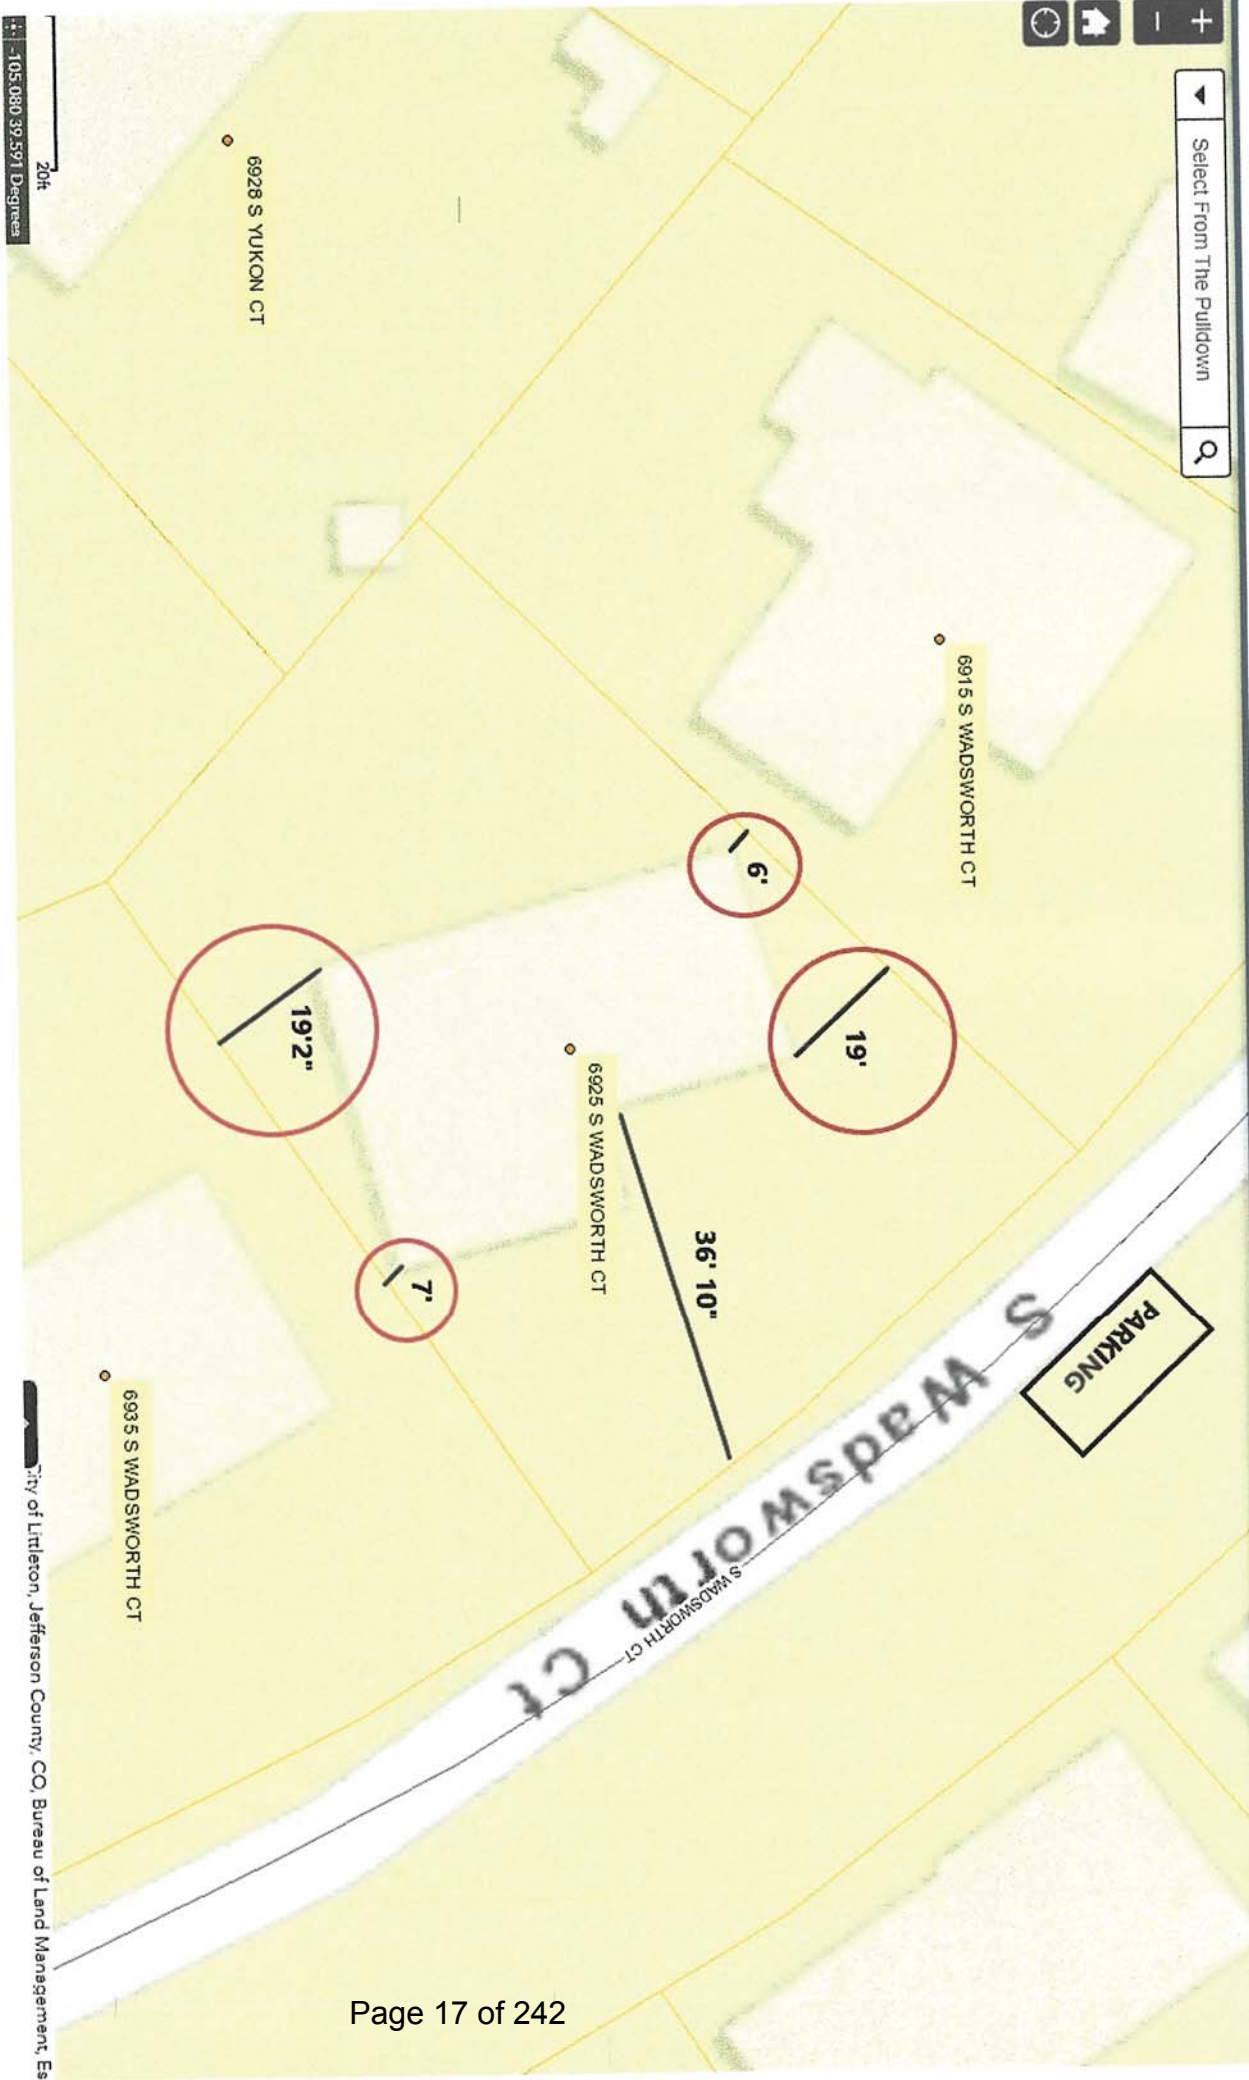 +
−
Select From The Pulldown
6915 S WADSWORTH CT
6928 S YUKON CT
6'
19'
19'2"
6925 S WADSWORTH CT
36' 10"
7'
PARKING
S Wadsworth Ct
S WADSWORTH CT
6935 S WADSWORTH CT
20ft
-105.080 39.591 Degrees
City of Littleton, Jefferson County, CO, Bureau of Land Management, Es
Page 17 of 242